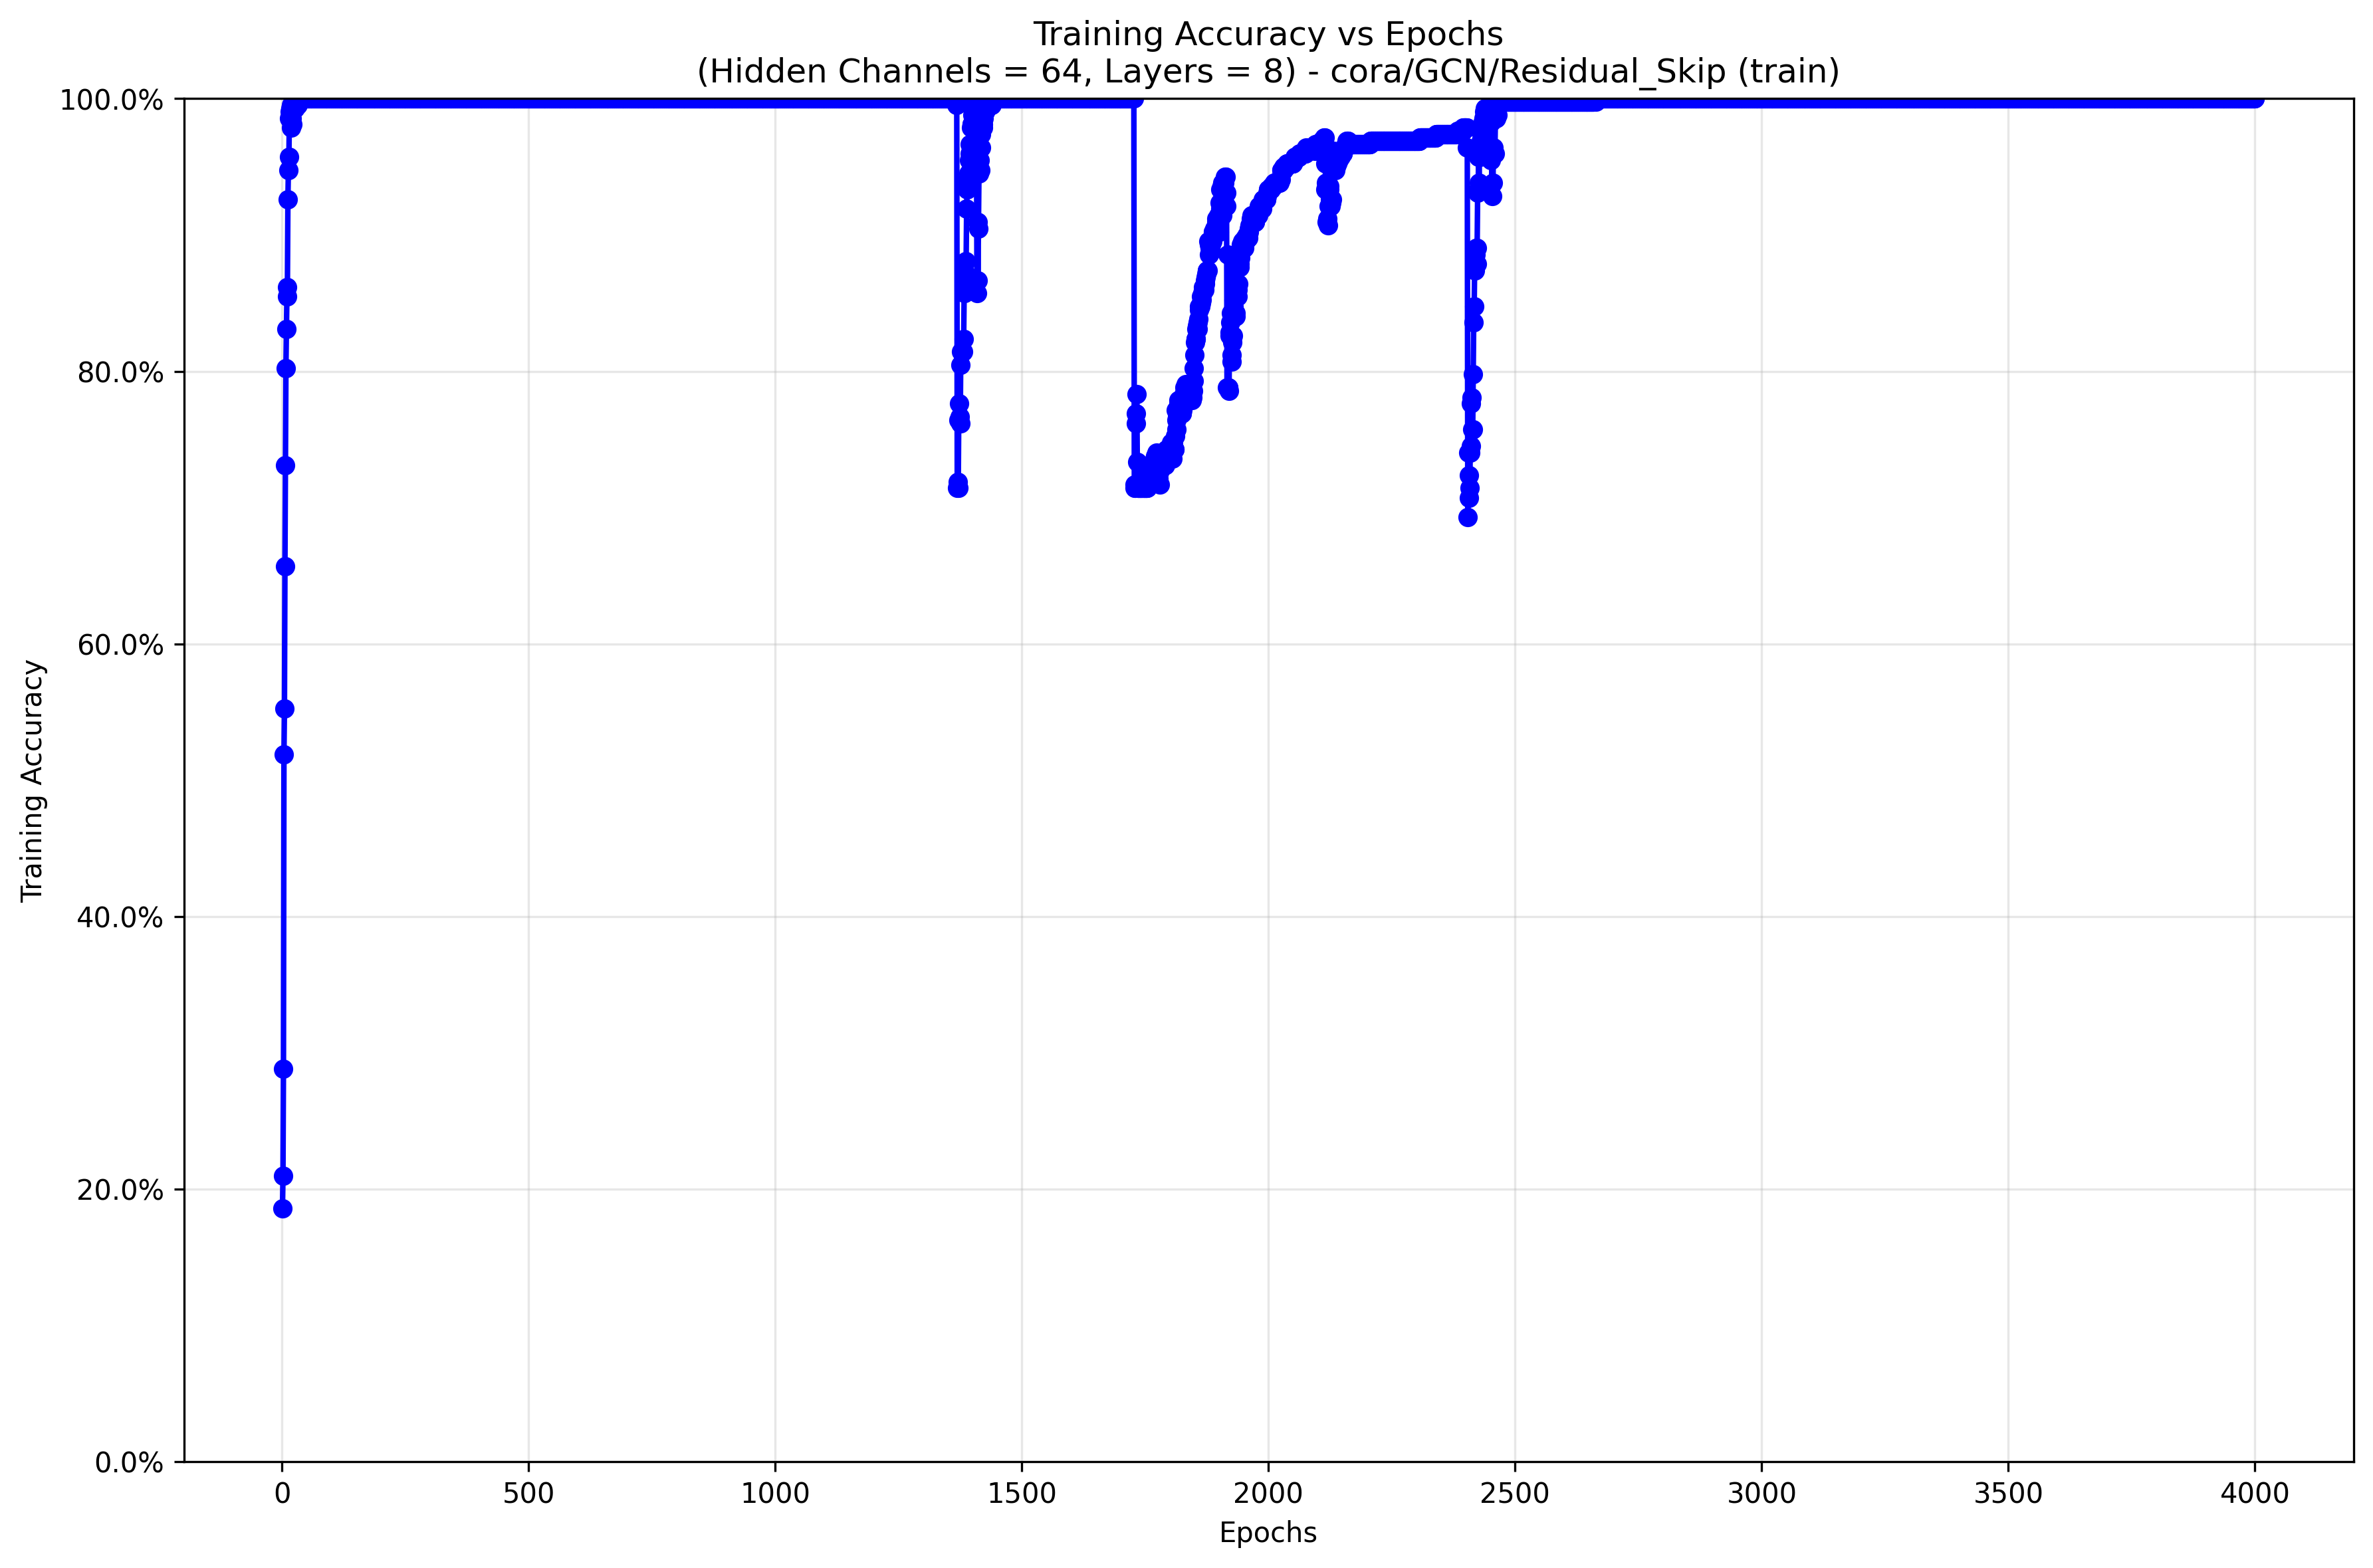 Training Accuracy vs Epochs
(Hidden Channels = 64, Layers = 8) - cora/GCN/Residual_Skip (train)
Training Accuracy
100.0%
80.0%
60.0%
40.0%
20.0%
0.0%
0 500 1000 1500 2000 2500 3000 3500 4000
Epochs